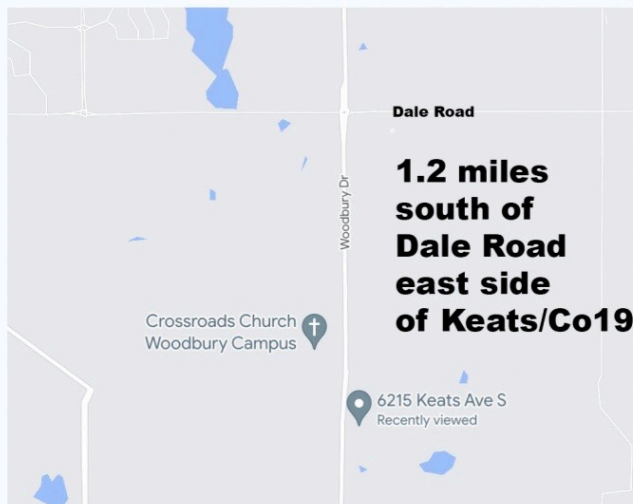 Dale Road
1.2 miles
south of
Dale Road
east side
of Keats/Co19
Woodbury Dr
Crossroads Church
Woodbury Campus
6215 Keats Ave S
Recently viewed